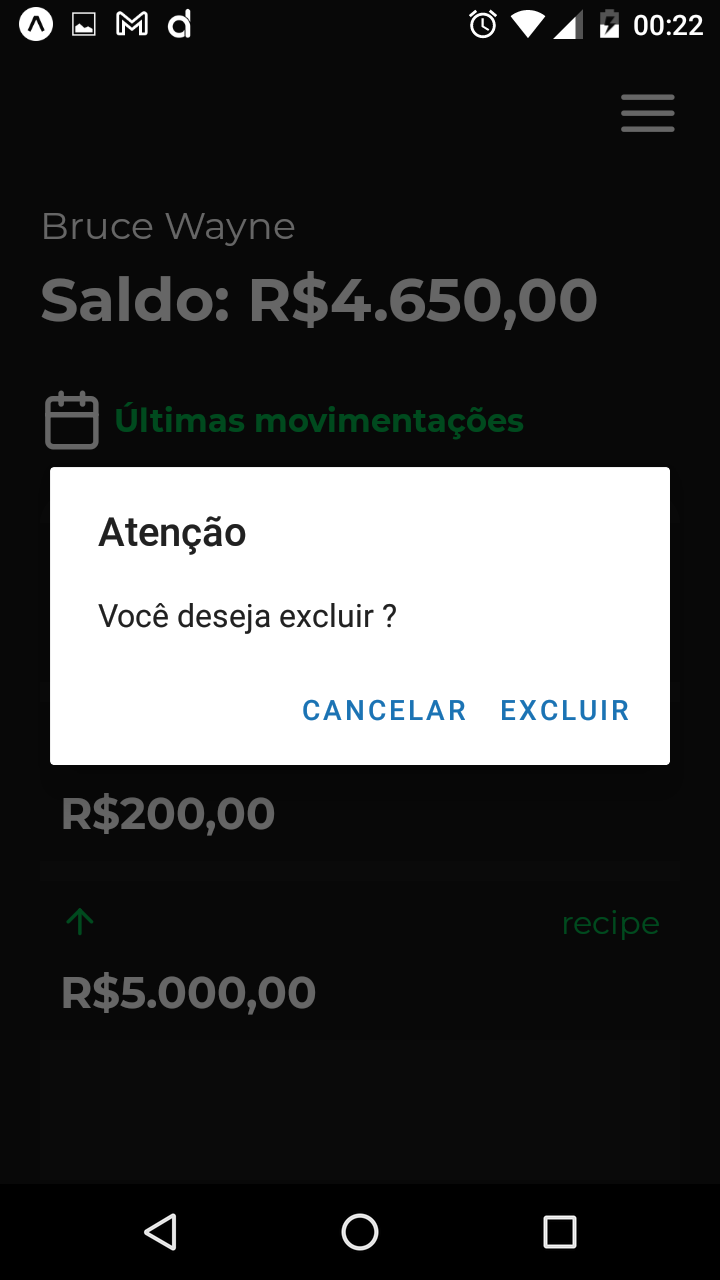 00:22
Bruce Wayne
Saldo: R$4.650,00
Últimas movimentações
Atenção
Você deseja excluir ?
CANCELAR EXCLUIR
R$200,00
recipe
R$5.000,00